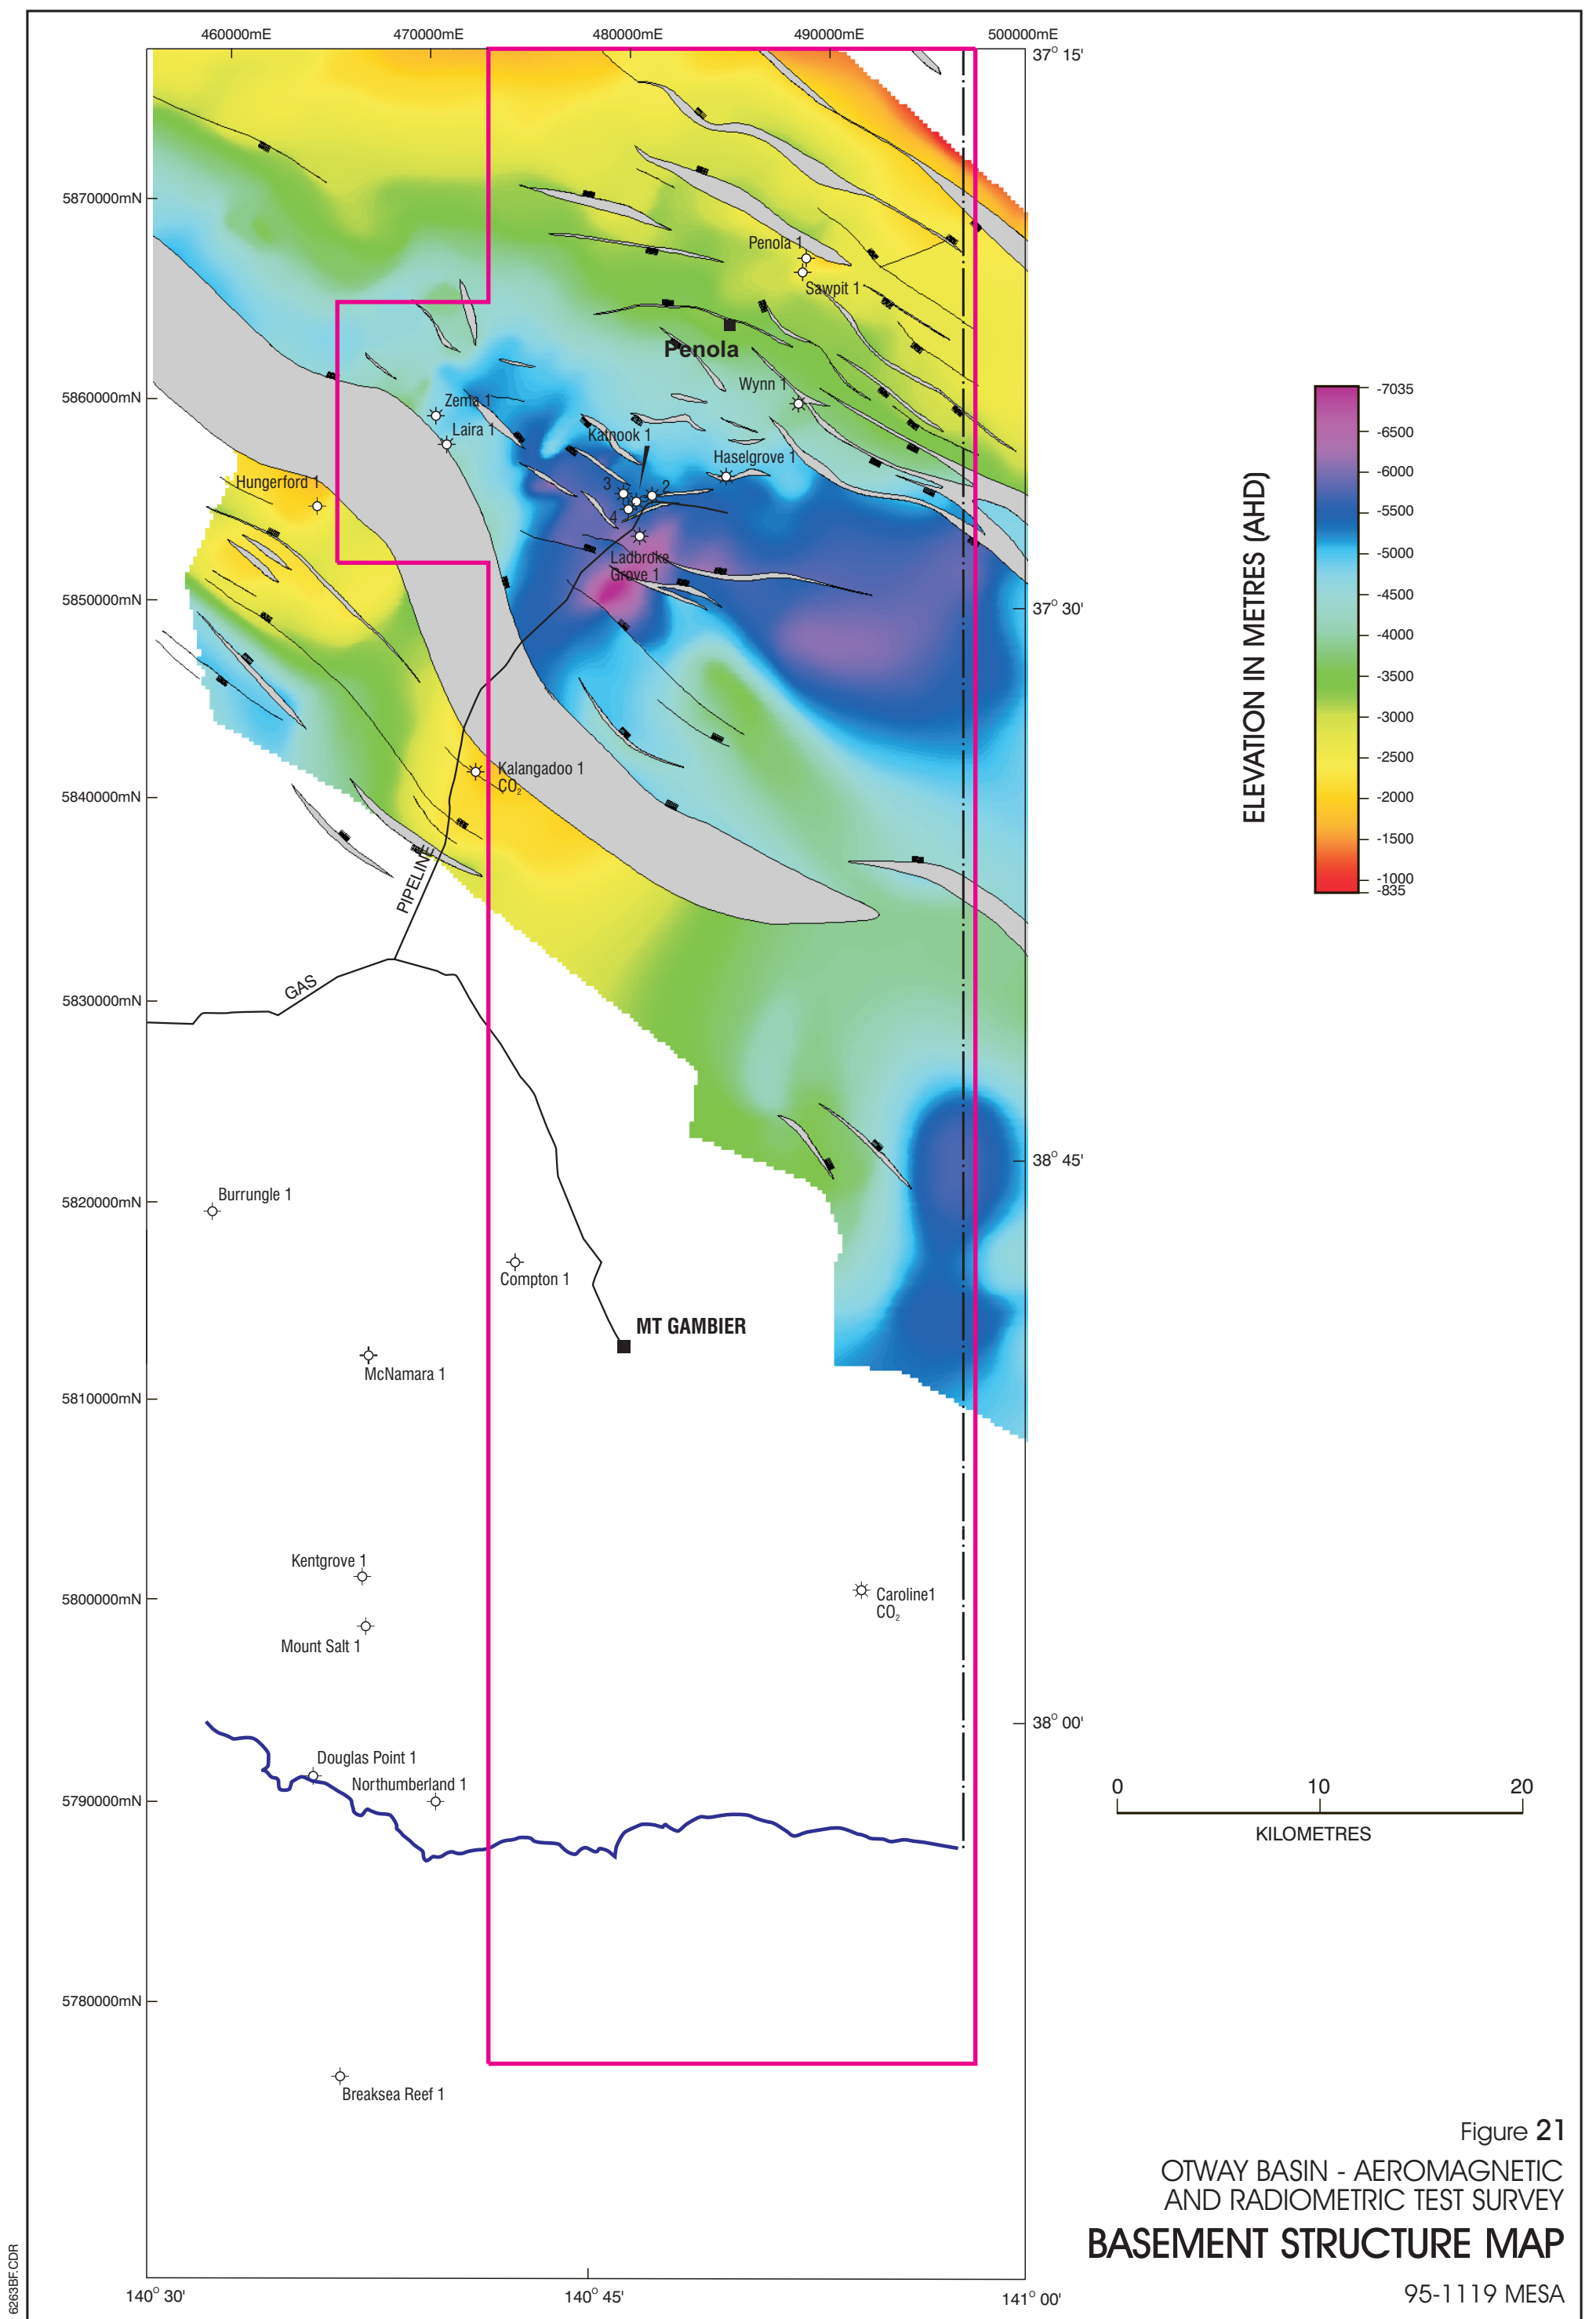 460000mE 470000mE 480000mE 490000mE 500000mE
37° 15'
5870000mN
Penola 1
Sawpit 1
Penola
Wynn 1
5860000mN
Zema 1
Laira 1
Katnook 1
Haselgrove 1
3
2
4
Hungerford 1
Ladbroke
Grove 1
5850000mN
37° 30'
Kalangadoo 1
CO₂
5840000mN
PIPELINE
GAS
5830000mN
38° 45'
5820000mN
Burrungle 1
Compton 1
MT GAMBIER
McNamara 1
5810000mN
Kentgrove 1
5800000mN
Caroline1
CO₂
Mount Salt 1
38° 00'
Douglas Point 1
Northumberland 1
5790000mN
5780000mN
Breaksea Reef 1
140° 30' 140° 45' 141° 00'
ELEVATION IN METRES (AHD)
-7035
-6500
-6000
-5500
-5000
-4500
-4000
-3500
-3000
-2500
-2000
-1500
-1000
-835
0 10 20
KILOMETRES
Figure 21
OTWAY BASIN - AEROMAGNETIC
AND RADIOMETRIC TEST SURVEY
BASEMENT STRUCTURE MAP
95-1119 MESA
6263BF.CDR